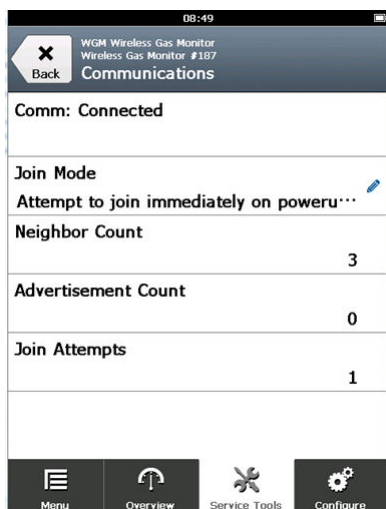 08:49
WGM Wireless Gas Monitor
Wireless Gas Monitor #187
Back
Communications
Comm: Connected
Join Mode
Attempt to join immediately on poweru...
Neighbor Count
3
Advertisement Count
0
Join Attempts
1
Menu
Overview
Service Tools
Configure